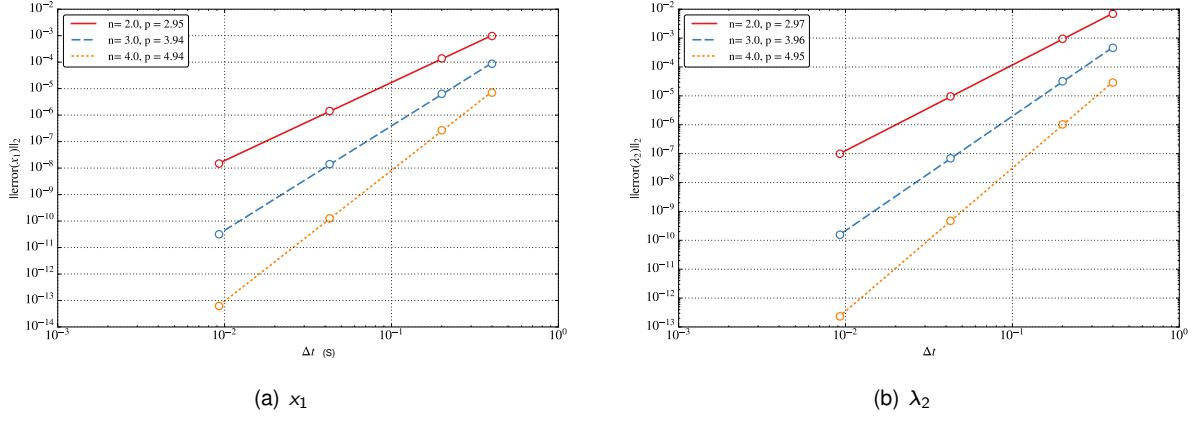 n= 2.0, p = 2.95
n= 3.0, p = 3.94
n= 4.0, p = 4.94
10⁻²
10⁻³
10⁻⁴
10⁻⁵
10⁻⁶
10⁻⁷
10⁻⁸
10⁻⁹
10⁻¹⁰
10⁻¹¹
10⁻¹²
10⁻¹³
10⁻¹⁴
||error(x₁)||₂
10⁻³ 10⁻² 10⁻¹ 10⁰
Δt (S)
(a) x₁
n= 2.0, p = 2.97
n= 3.0, p = 3.96
n= 4.0, p = 4.95
10⁻²
10⁻³
10⁻⁴
10⁻⁵
10⁻⁶
10⁻⁷
10⁻⁸
10⁻⁹
10⁻¹⁰
10⁻¹¹
10⁻¹²
10⁻¹³
||error(λ₂)||₂
10⁻³ 10⁻² 10⁻¹ 10⁰
Δt
(b) λ₂